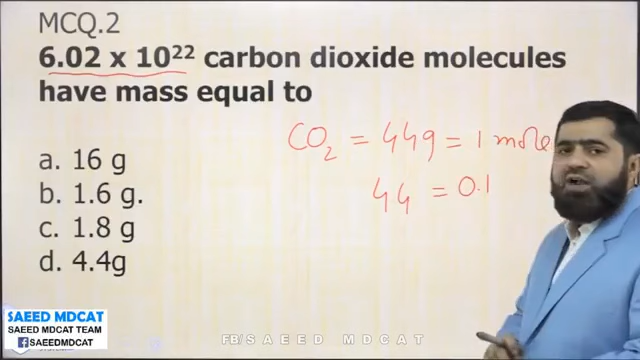 MCQ.2
6.02 x 10²² carbon dioxide molecules
have mass equal to
CO₂ = 44g = 1 mole
44 = 0.1
a. 16 g
b. 1.6 g.
c. 1.8 g
d. 4.4g
SAEED MDCAT
SAEED MDCAT TEAM
f/SAEEDMDCAT
FB/SAEED MDCAT